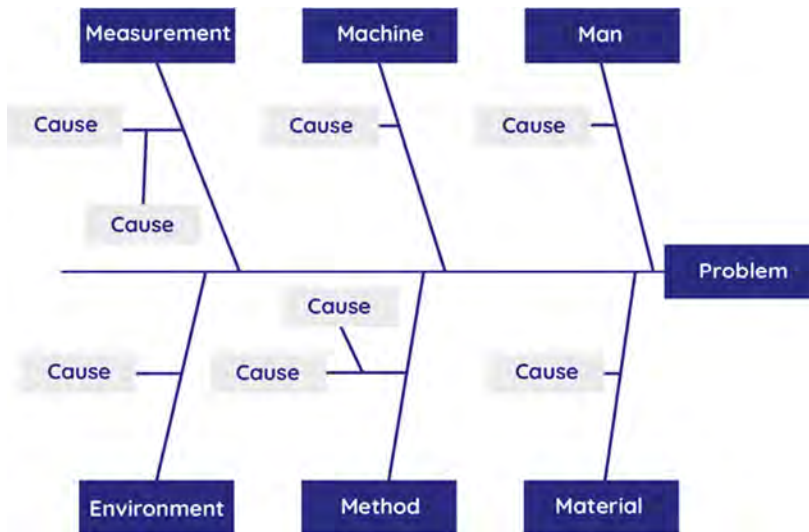 Measurement
Machine
Man
Cause
Cause
Cause
Cause
Problem
Cause
Cause
Cause
Cause
Environment
Method
Material